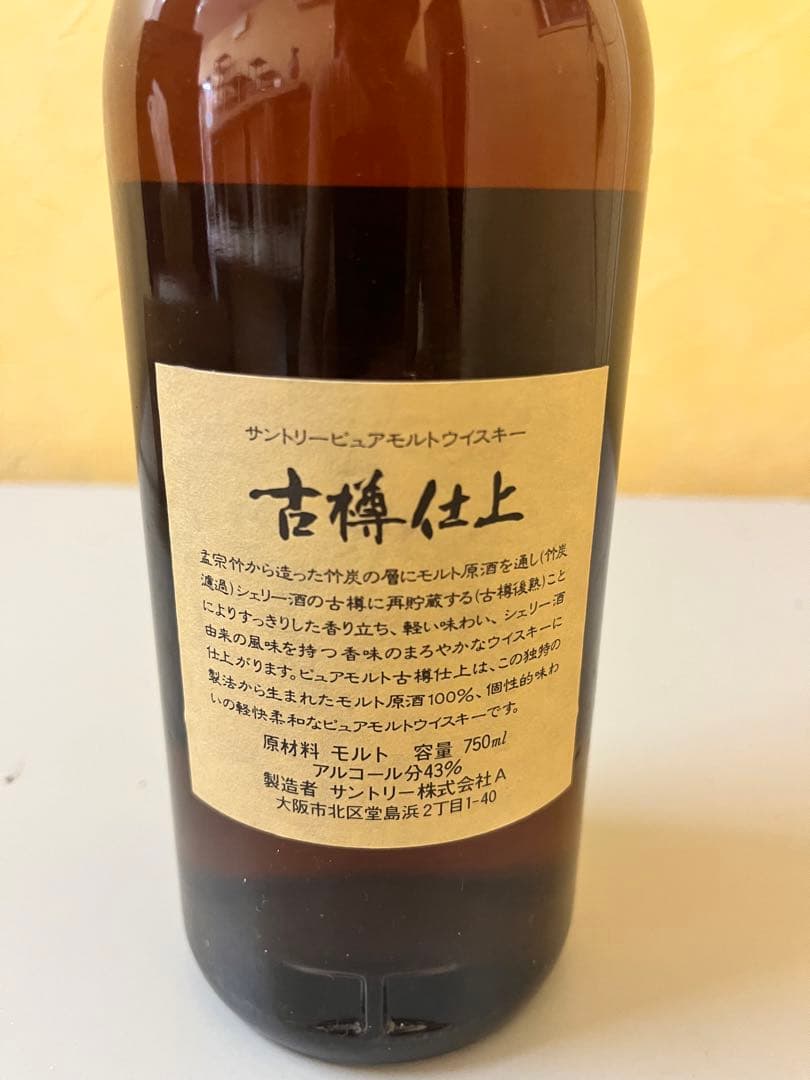 サントリーピュアモルトウイスキー
古樽仕上
孟宗竹から造った竹炭の層にモルト原酒を通し(竹炭
濾過)シェリー酒の古樽に再貯蔵する(古樽後熟)こと
によりすっきりした香り立ち、軽い味わい、シェリー酒
由来の風味を持つ香味のまろやかなウイスキーに
仕上がります。ピュアモルト古樽仕上は、この独特の
製法から生まれたモルト原酒100%、個性的味わ
いの軽快柔和なピュアモルトウイスキーです。
原材料 モルト 容量 750ml
アルコール分43%
製造者 サントリー株式会社A
大阪市北区堂島浜2丁目1-40